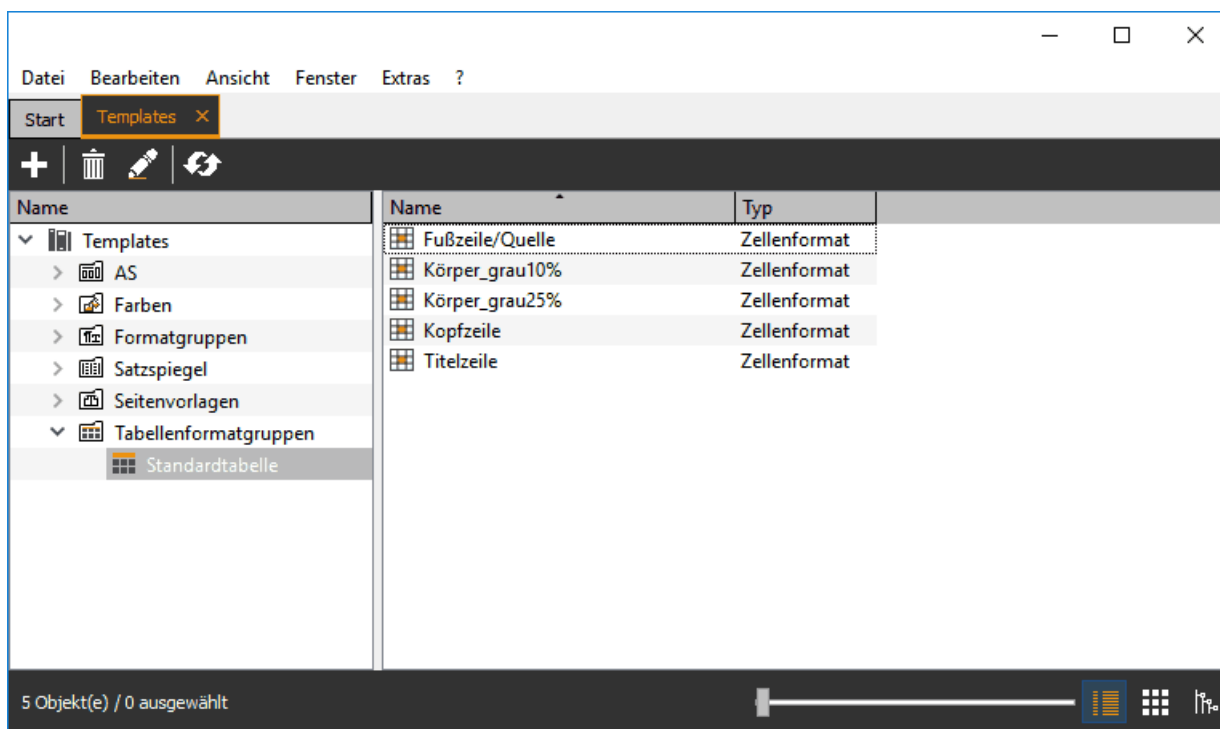 Datei Bearbeiten Ansicht Fenster Extras ?
Start Templates
Name Name Typ
Templates Fußzeile/Quelle Zellenformat
AS Körper_grau10% Zellenformat
Farben Körper_grau25% Zellenformat
Formatgruppen Kopfzeile Zellenformat
Satzspiegel Titelzeile Zellenformat
Seitenvorlagen
Tabellenformatgruppen
Standardtabelle
5 Objekt(e) / 0 ausgewählt